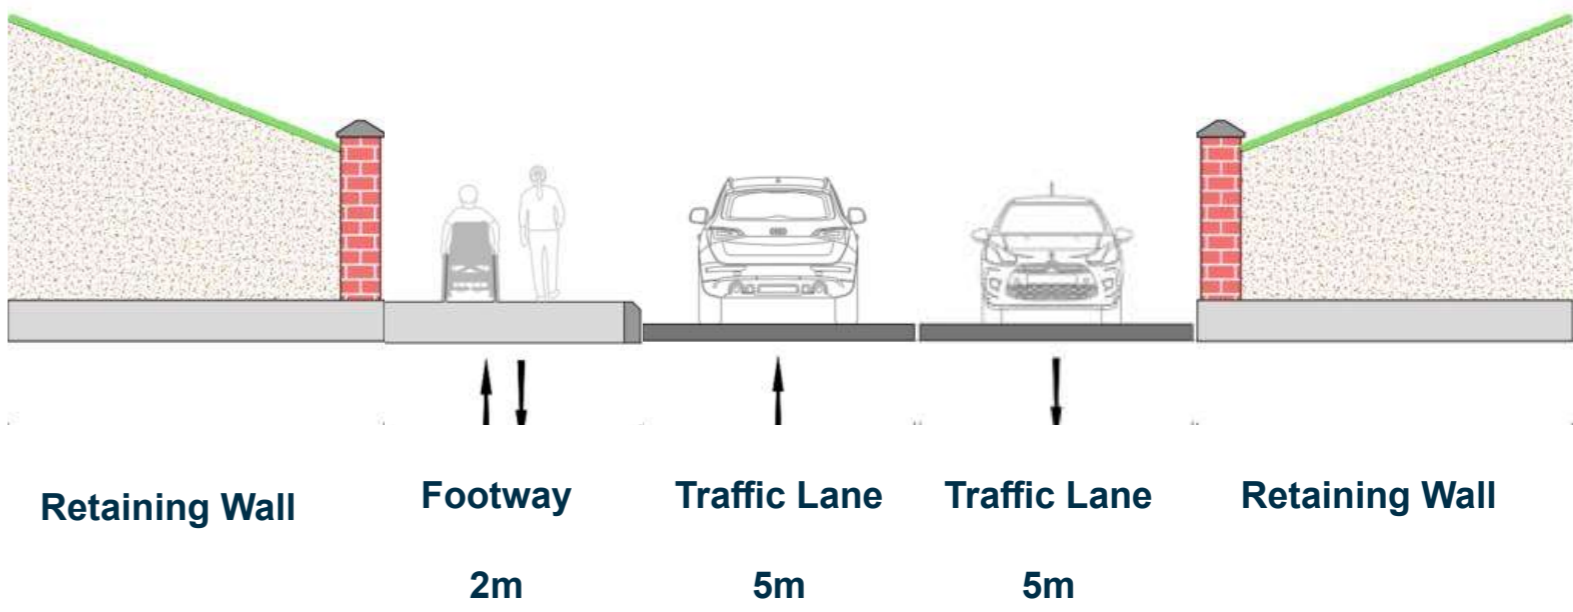 Retaining Wall
Footway
2m
Traffic Lane
5m
Traffic Lane
5m
Retaining Wall